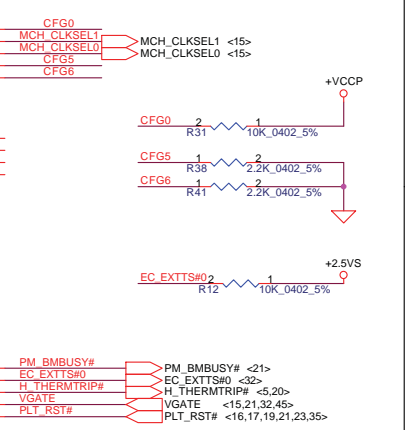 CFG0
MCH_CLKSEL1 MCH_CLKSEL1 <15>
MCH_CLKSEL0 MCH_CLKSEL0 <15>
CFG5
CFG6
+VCCP
CFG0 2 1
R31 10K_0402_5%
CFG5 1 2
R38 2.2K_0402_5%
CFG6 1 2
R41 2.2K_0402_5%
+2.5VS
EC_EXTTS#0 2 1
R12 10K_0402_5%
PM_BMBUSY# PM_BMBUSY# <21>
EC_EXTTS#0 EC_EXTTS#0 <32>
H_THERMTRIP# H_THERMTRIP# <5,20>
VGATE VGATE <15,21,32,45>
PLT_RST# PLT_RST# <16,17,19,21,23,35>